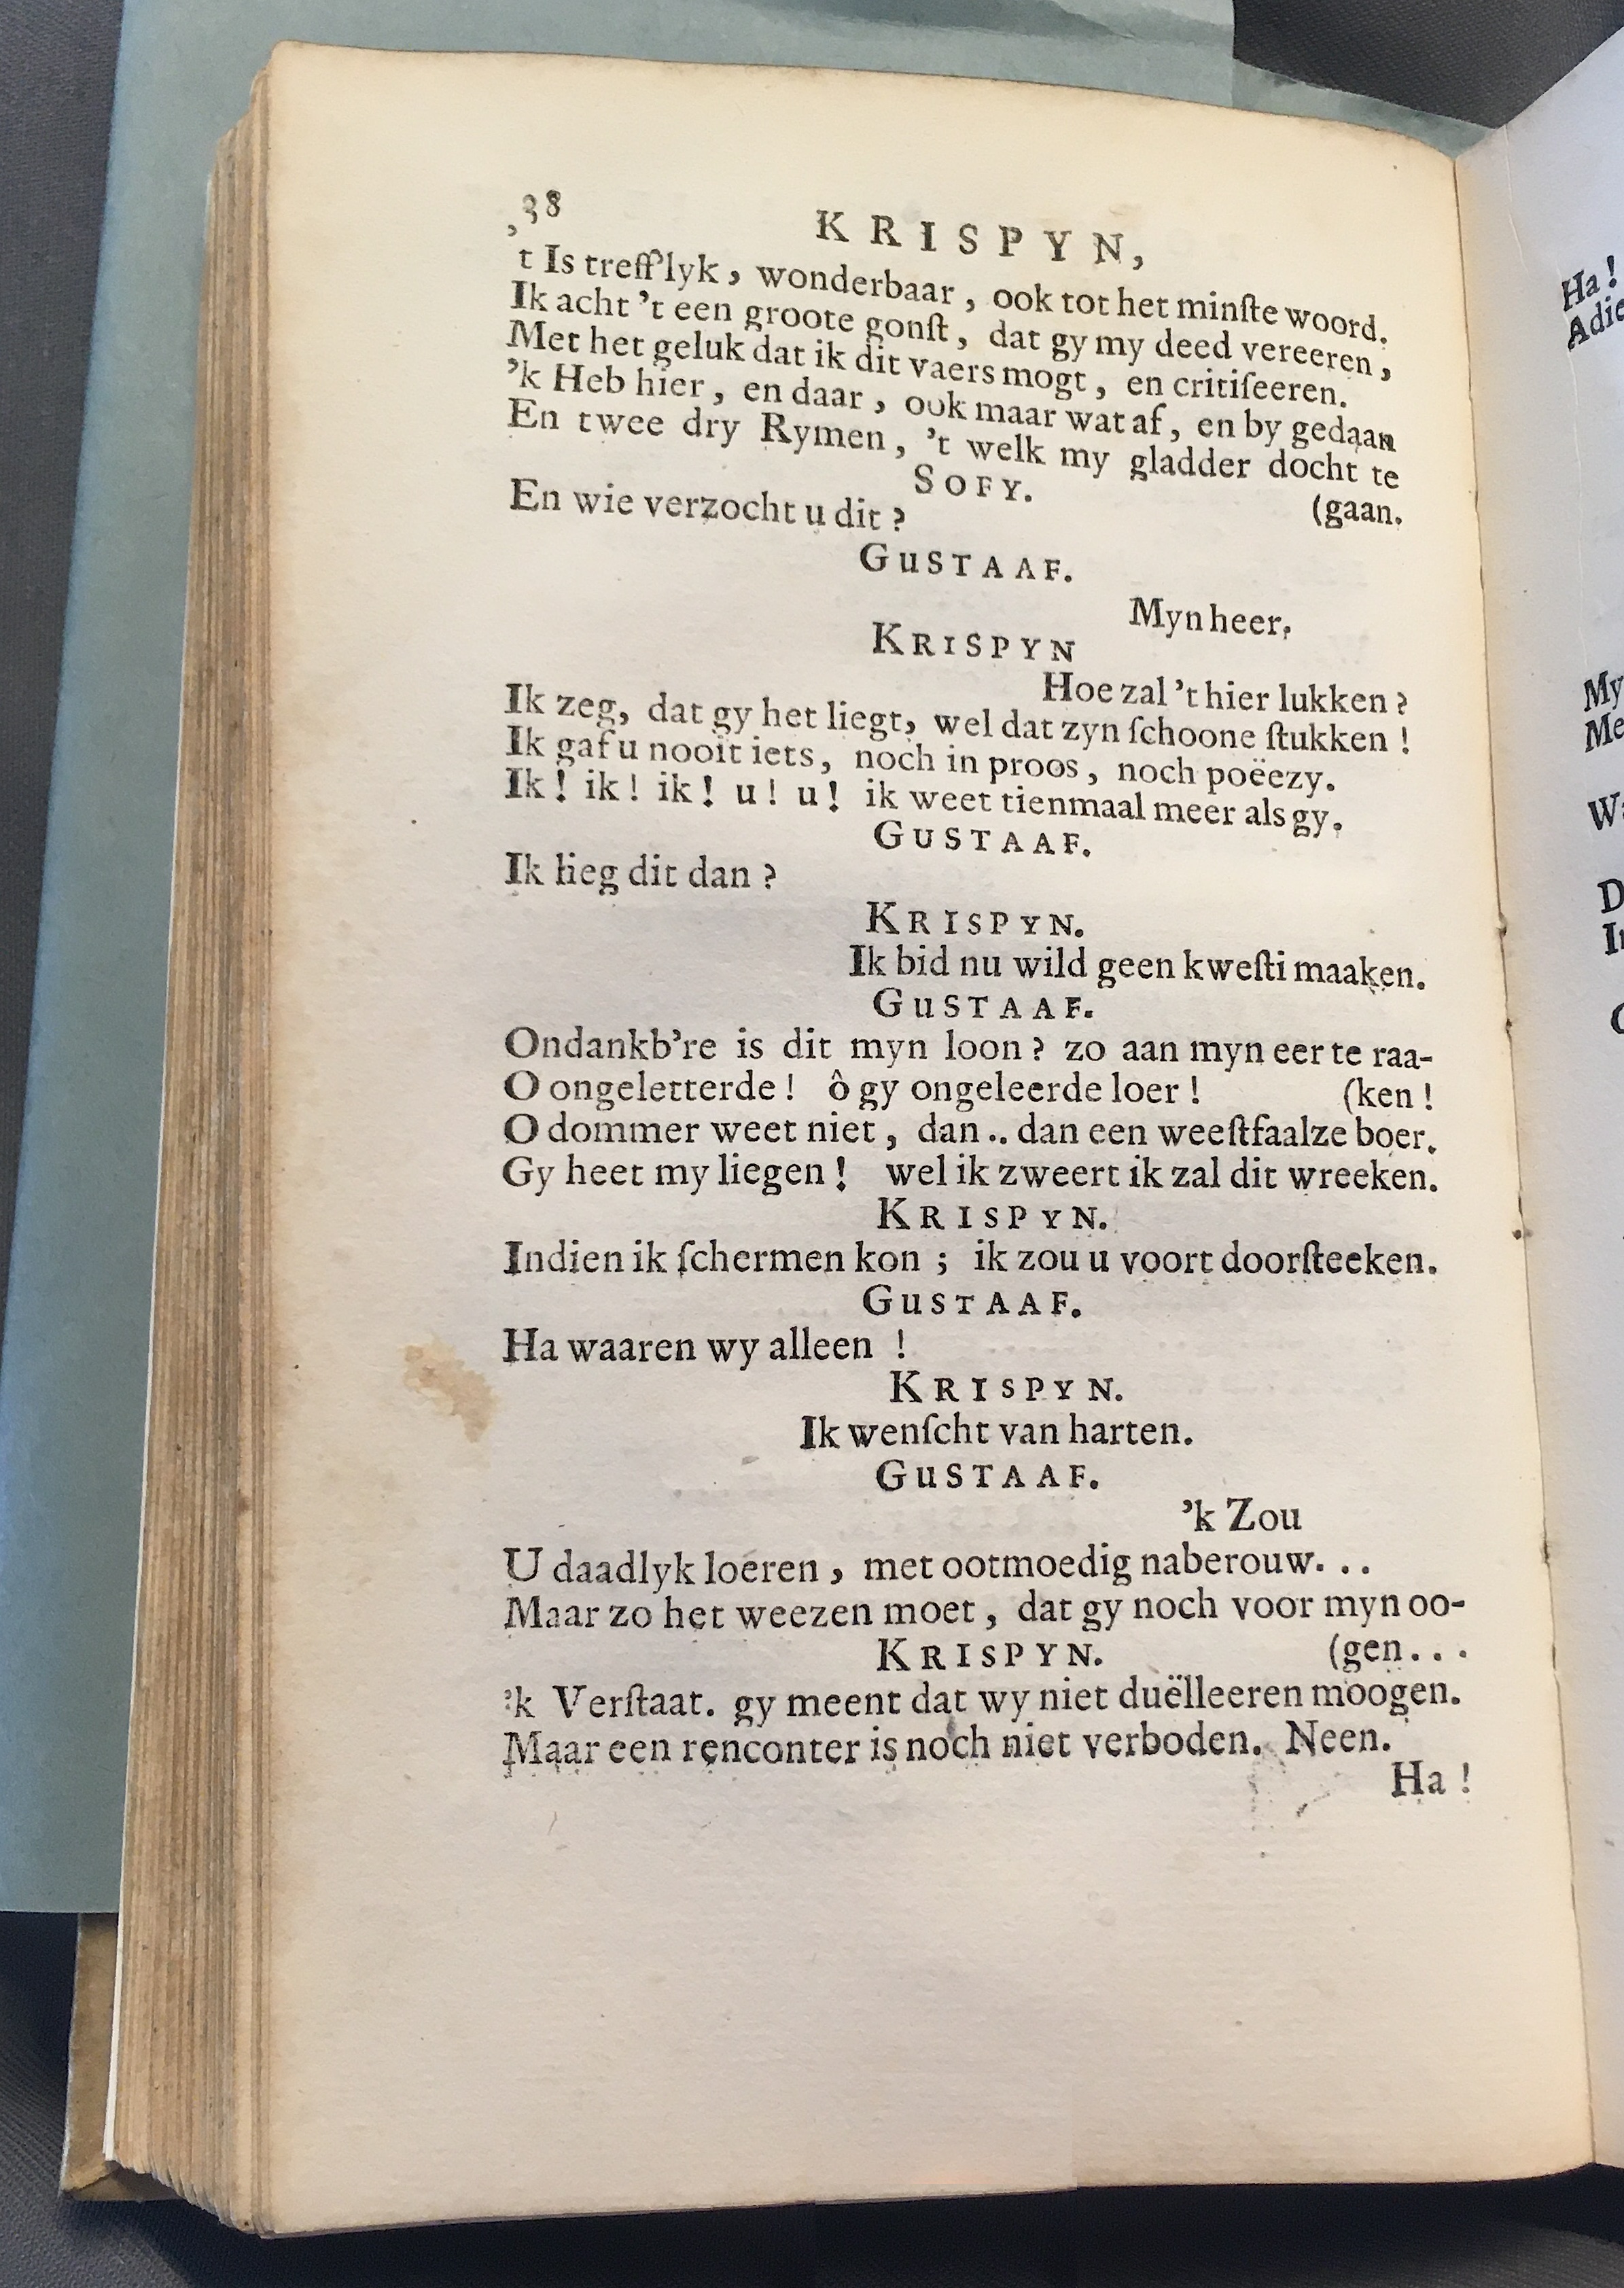 38
KRISPYN,
't Is treff'lyk, wonderbaar, ook tot het minſte woord.
Ik acht 't een groote gonſt, dat gy my deed vereeren,
Met het geluk dat ik dit vaers mogt, en critiſeeren.
'k Heb hier, en daar, ook maar wat af, en by gedaan
En twee dry Rymen, 't welk my gladder docht te
SOFY.
(gaan.
En wie verzocht u dit?
GUSTAAF.
Mynheer,
KRISPYN
Hoe zal 't hier lukken?
Ik zeg, dat gy het liegt, wel dat zyn ſchoone ſtukken!
Ik gaf u nooit iets, noch in proos, noch poëezy.
Ik! ik! ik! u! u! ik weet tienmaal meer als gy.
GUSTAAF.
Ik lieg dit dan?
KRISPYN.
Ik bid nu wild geen kweſti maaken.
GUSTAAF.
Ondankb're is dit myn loon? zo aan myn eer te raa-
O ongeletterde! ô gy ongeleerde loer!
(ken!
O dommer weet niet, dan.. dan een weeſtfaalze boer.
Gy heet my liegen! wel ik zweert ik zal dit wreeken.
KRISPYN.
Indien ik ſchermen kon; ik zou u voort doorſteeken.
GUSTAAF.
Ha waaren wy alleen!
KRISPYN.
Ik wenſcht van harten.
GUSTAAF.
'k Zou
U daadlyk loeren, met ootmoedig naberouw...
Maar zo het weezen moet, dat gy noch voor myn oo-
KRISPYN.
(gen...
'k Verſtaat. gy meent dat wy niet duëlleeren moogen.
Maar een renconter is noch niet verboden. Neen.
Ha!
Ha!
Adie
My
Me
D